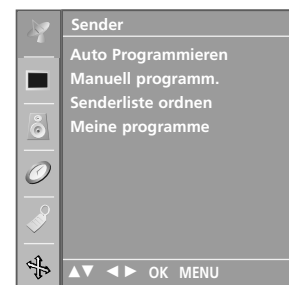 Sender
Auto Programmieren
Manuell programm.
Senderliste ordnen
Meine programme
▲▼ ◄► OK MENU